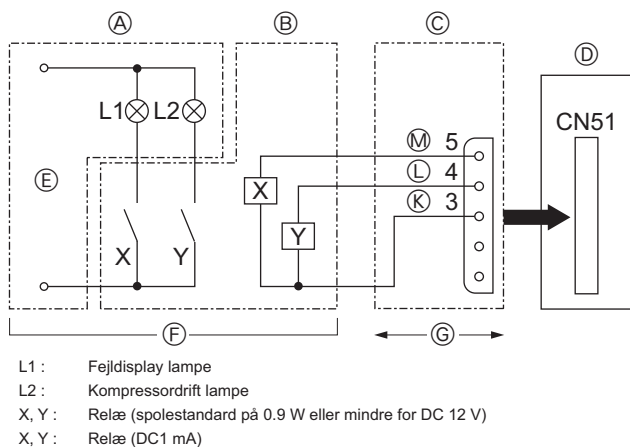 Ⓐ Ⓑ Ⓒ Ⓓ
L1 L2 CN51
Ⓜ 5
Ⓛ 4
Ⓚ 3
Ⓔ
X
Y
X Y
Ⓕ Ⓖ
L1 : Fejldisplay lampe
L2 : Kompressordrift lampe
X, Y : Relæ (spolestandard på 0.9 W eller mindre for DC 12 V)
X, Y : Relæ (DC1 mA)